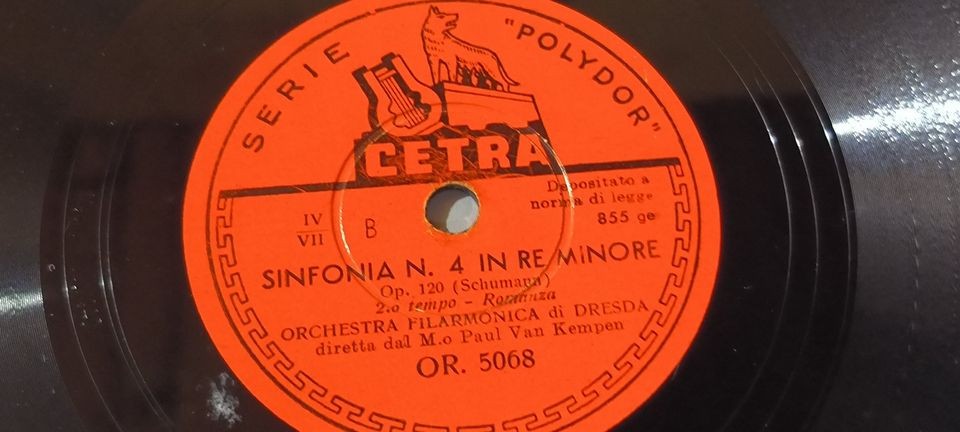 SERIE "POLYDOR"
CETRA
Depositato a
norma di legge
855 ge
IV
VII
B
SINFONIA N. 4 IN RE MINORE
Op. 120 (Schumann)
2.o tempo - Romanza
ORCHESTRA FILARMONICA di DRESDA
diretta dal M.o Paul Van Kempen
OR. 5068